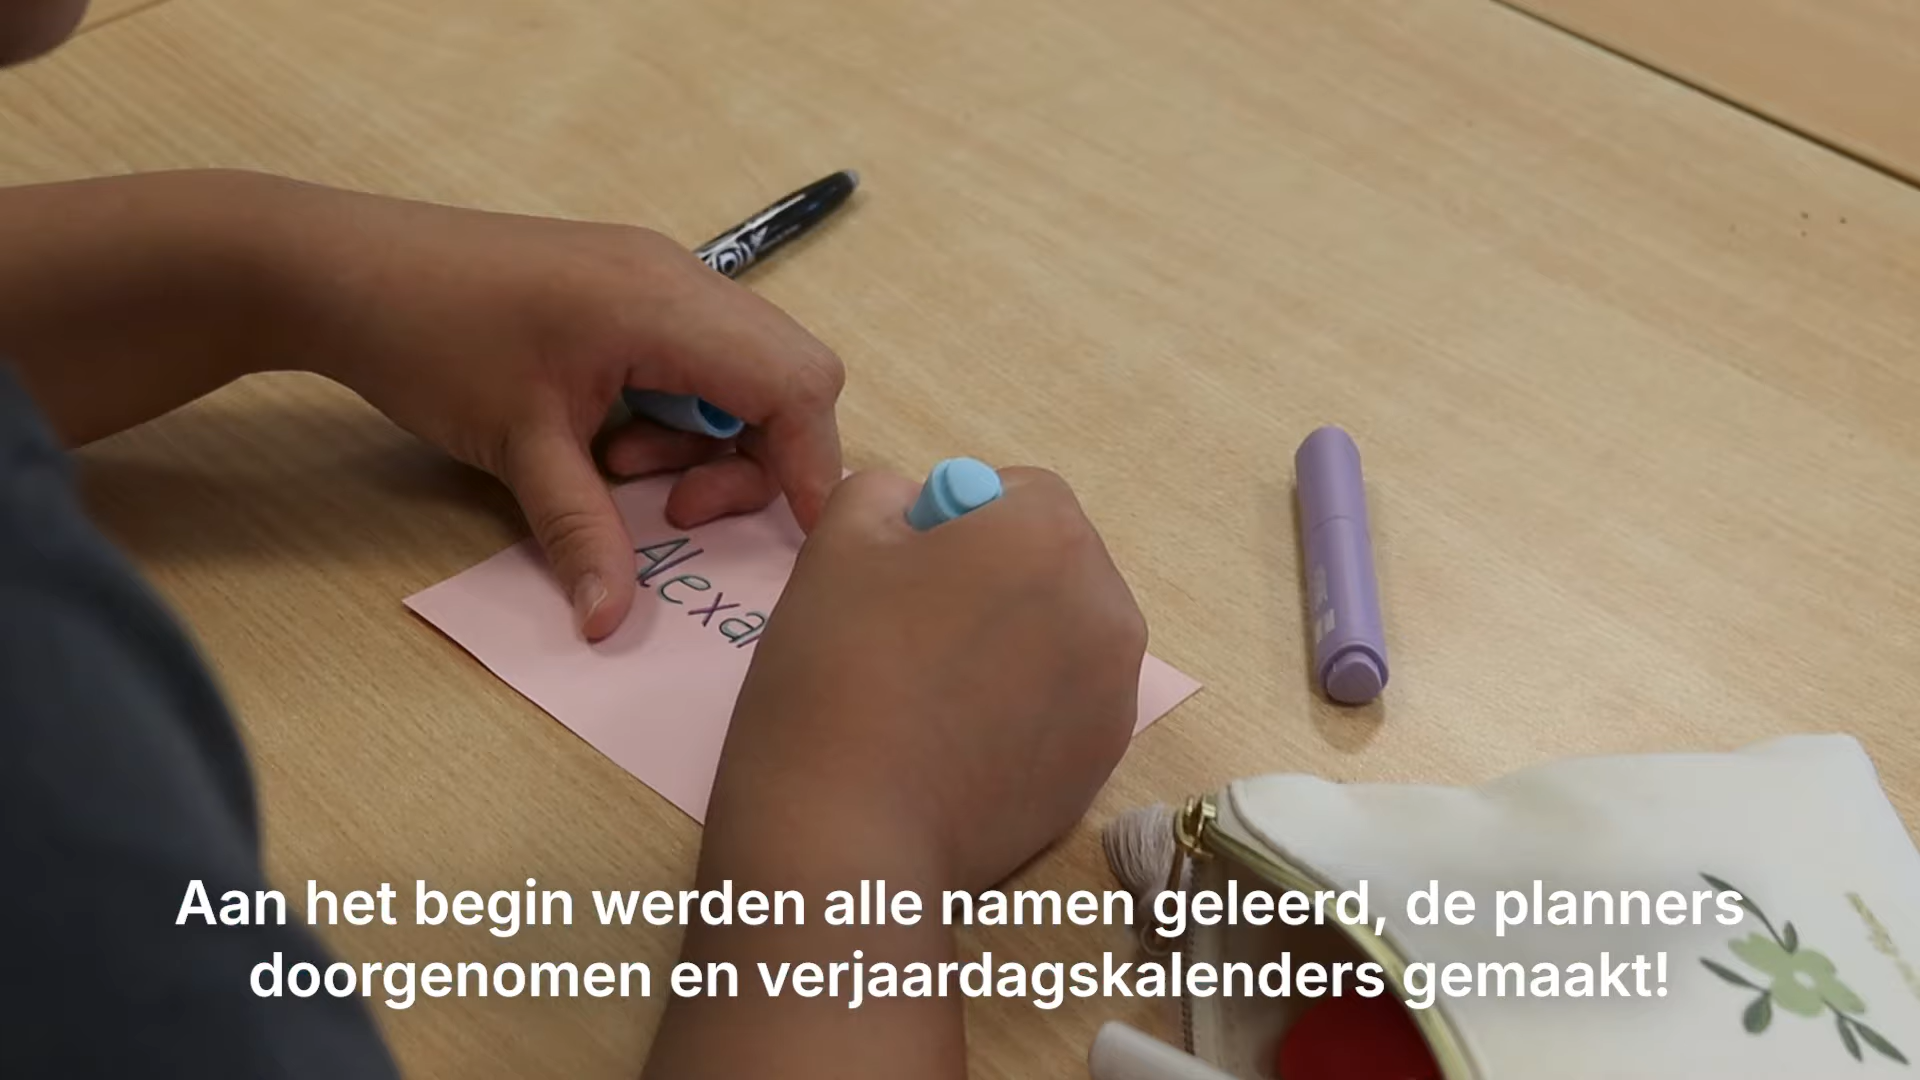 Alexa
Aan het begin werden alle namen geleerd, de planners
doorgenomen en verjaardagskalenders gemaakt!